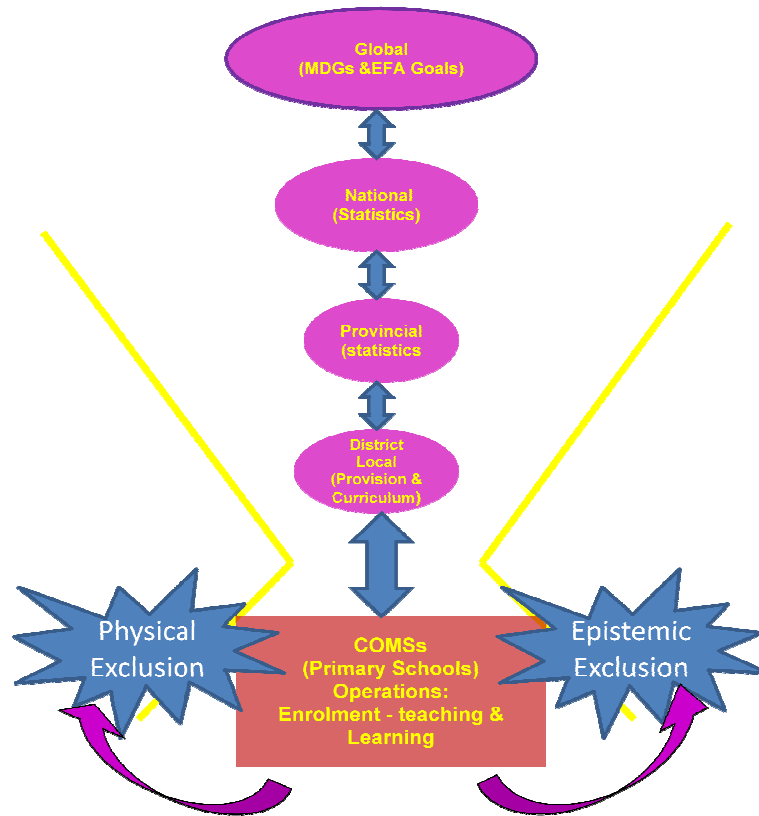 Global
(MDGs &EFA Goals)
National
(Statistics)
Provincial
(statistics
District
Local
(Provision &
Curriculum)
Physical
Exclusion
COMSs
(Primary Schools)
Operations:
Enrolment - teaching &
Learning
Epistemic
Exclusion